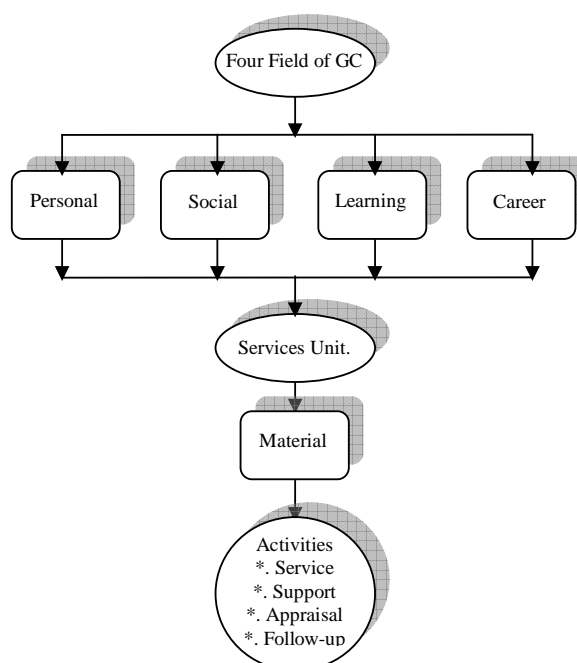 Four Field of GC
Personal
Social
Learning
Career
Services Unit.
Material
Activities
*. Service
*. Support
*. Appraisal
*. Follow-up